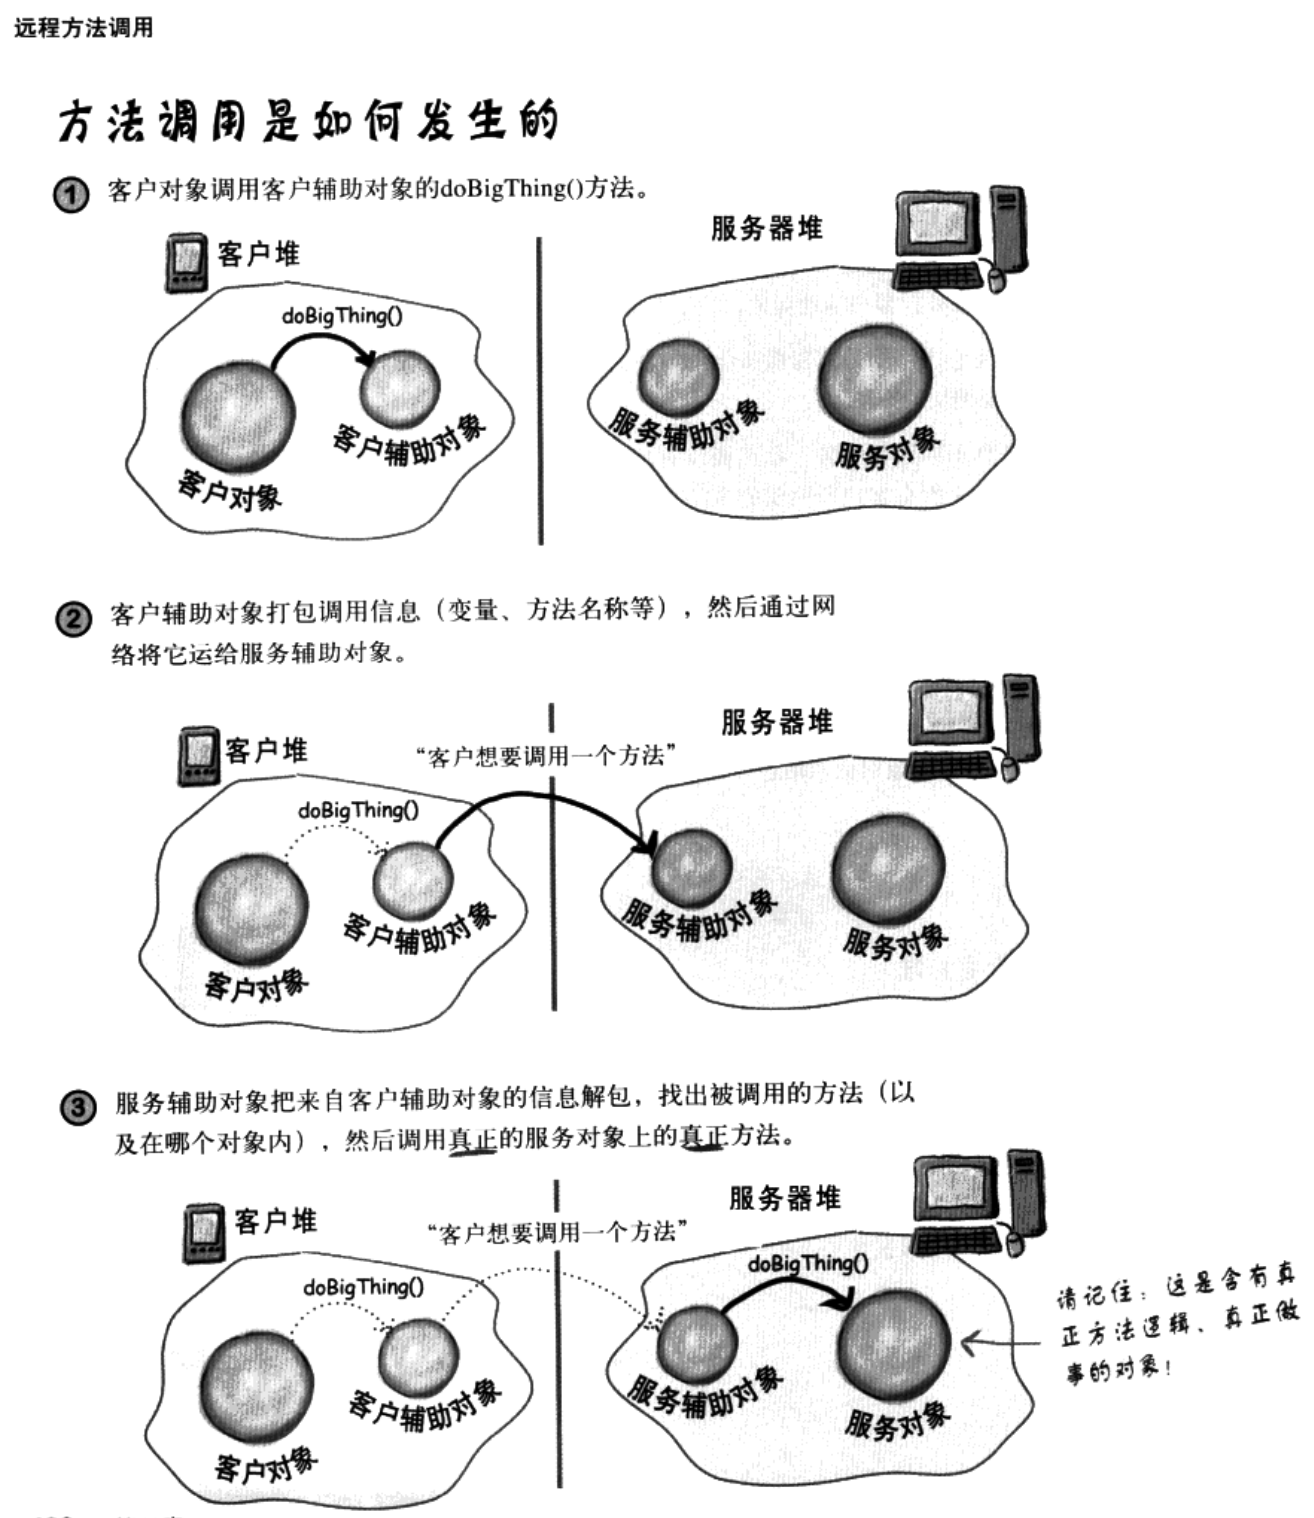 远程方法调用
方法调用是如何发生的
1 客户对象调用客户辅助对象的doBigThing()方法。
客户堆
服务器堆
doBigThing()
客户对象
客户辅助对象
服务辅助对象
服务对象
2 客户辅助对象打包调用信息（变量、方法名称等），然后通过网
络将它运给服务辅助对象。
客户堆
“客户想要调用一个方法”
服务器堆
doBigThing()
客户对象
客户辅助对象
服务辅助对象
服务对象
3 服务辅助对象把来自客户辅助对象的信息解包，找出被调用的方法（以
及在哪个对象内），然后调用真正的服务对象上的真正方法。
客户堆
“客户想要调用一个方法”
服务器堆
doBigThing()
doBigThing()
客户对象
客户辅助对象
服务辅助对象
服务对象
请记住：这是含有真
正方法逻辑、真正做
事的对象！